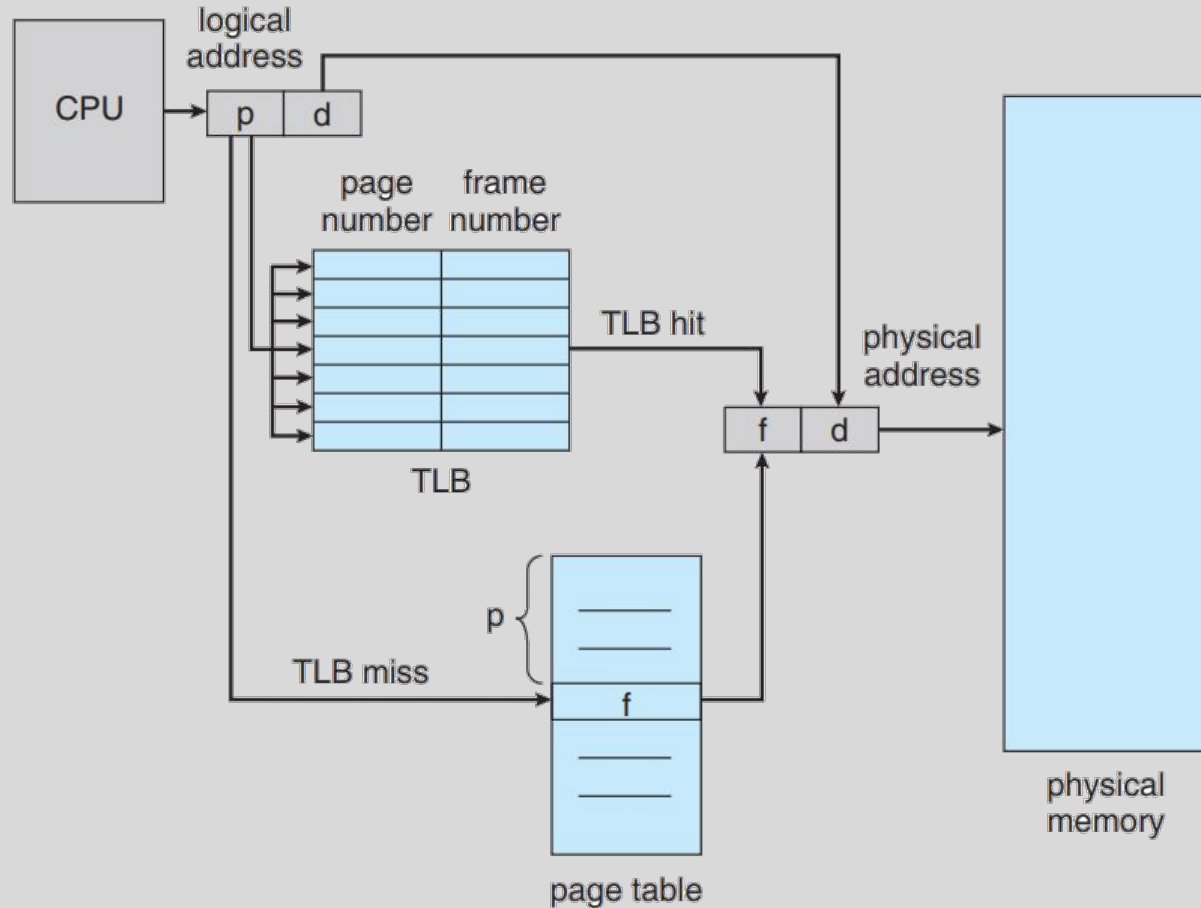 logical
address
CPU
p
d
page
number
frame
number
TLB hit
physical
address
f
d
TLB
p
TLB miss
f
physical
memory
page table